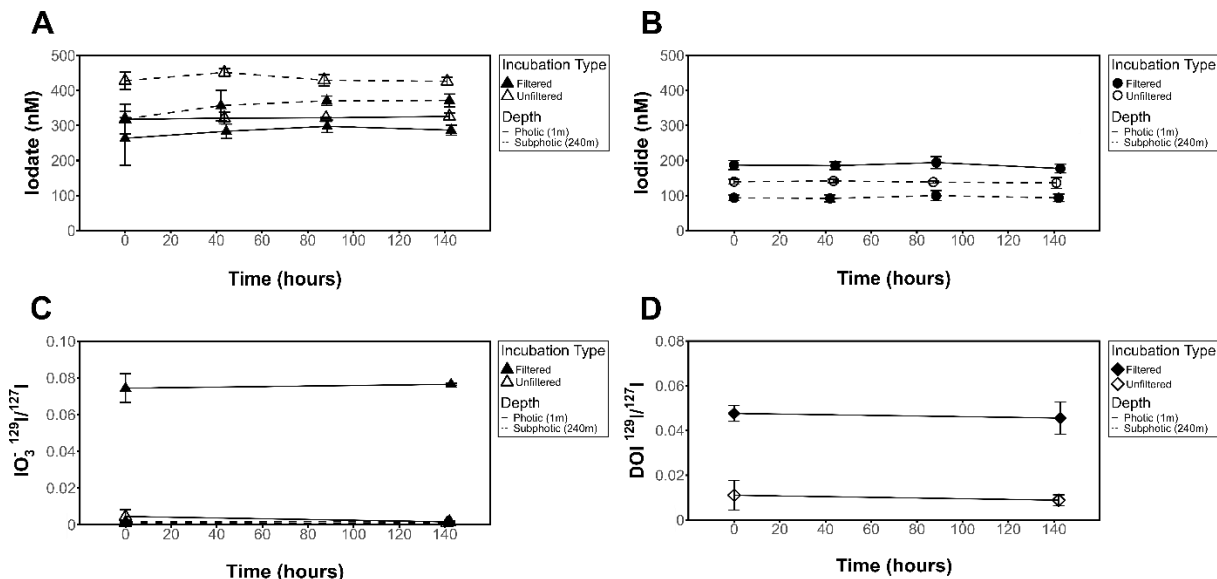 A
500
400
300
200
100
0
Iodate (nM)
0 20 40 60 80 100 120 140
Time (hours)
Incubation Type
Filtered
Unfiltered
Depth
Photic (1m)
Subphotic (240m)
B
500
400
300
200
100
0
Iodide (nM)
0 20 40 60 80 100 120 140
Time (hours)
Incubation Type
Filtered
Unfiltered
Depth
Photic (1m)
Subphotic (240m)
C
0.10
0.08
0.06
0.04
0.02
0
IO₃⁻ ¹²⁹I/¹²⁷I
0 20 40 60 80 100 120 140
Time (hours)
Incubation Type
Filtered
Unfiltered
Depth
Photic (1m)
Subphotic (240m)
D
0.08
0.06
0.04
0.02
0
DOI ¹²⁹I/¹²⁷I
0 20 40 60 80 100 120 140
Time (hours)
Incubation Type
Filtered
Unfiltered
Depth
Photic (1m)
Subphotic (240m)